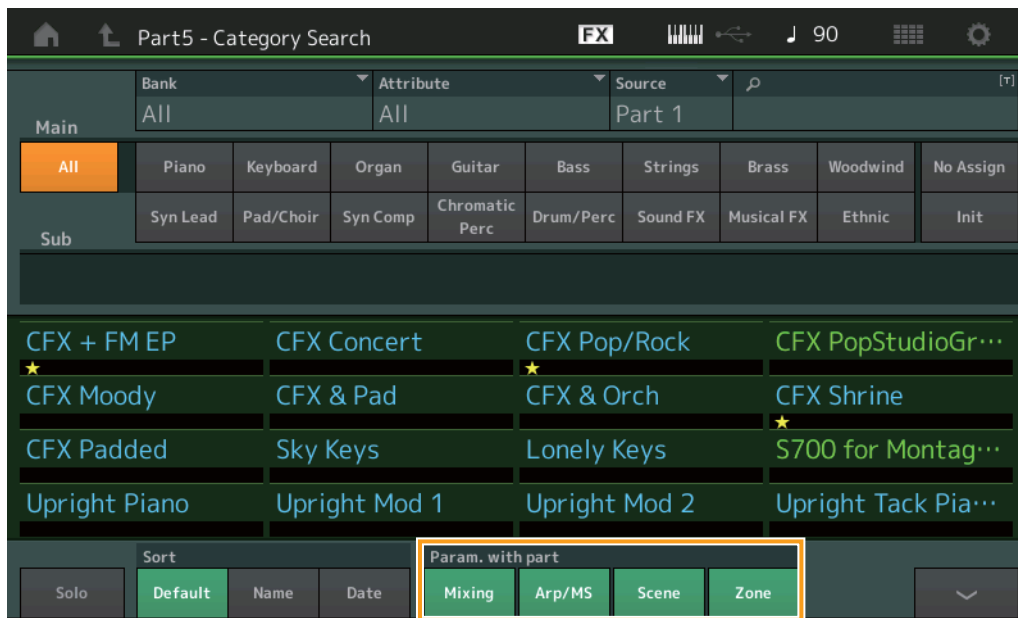 Part5 - Category Search FX ♩ 90
Bank Attribute Source [T]
All All Part 1
Main
All Piano Keyboard Organ Guitar Bass Strings Brass Woodwind No Assign
Syn Lead Pad/Choir Syn Comp Chromatic Perc Drum/Perc Sound FX Musical FX Ethnic Init
Sub
CFX + FM EP CFX Concert CFX Pop/Rock CFX PopStudioGr···
CFX Moody CFX & Pad CFX & Orch CFX Shrine
CFX Padded Sky Keys Lonely Keys S700 for Montag···
Upright Piano Upright Mod 1 Upright Mod 2 Upright Tack Pia···
Sort Param. with part
Solo Default Name Date Mixing Arp/MS Scene Zone